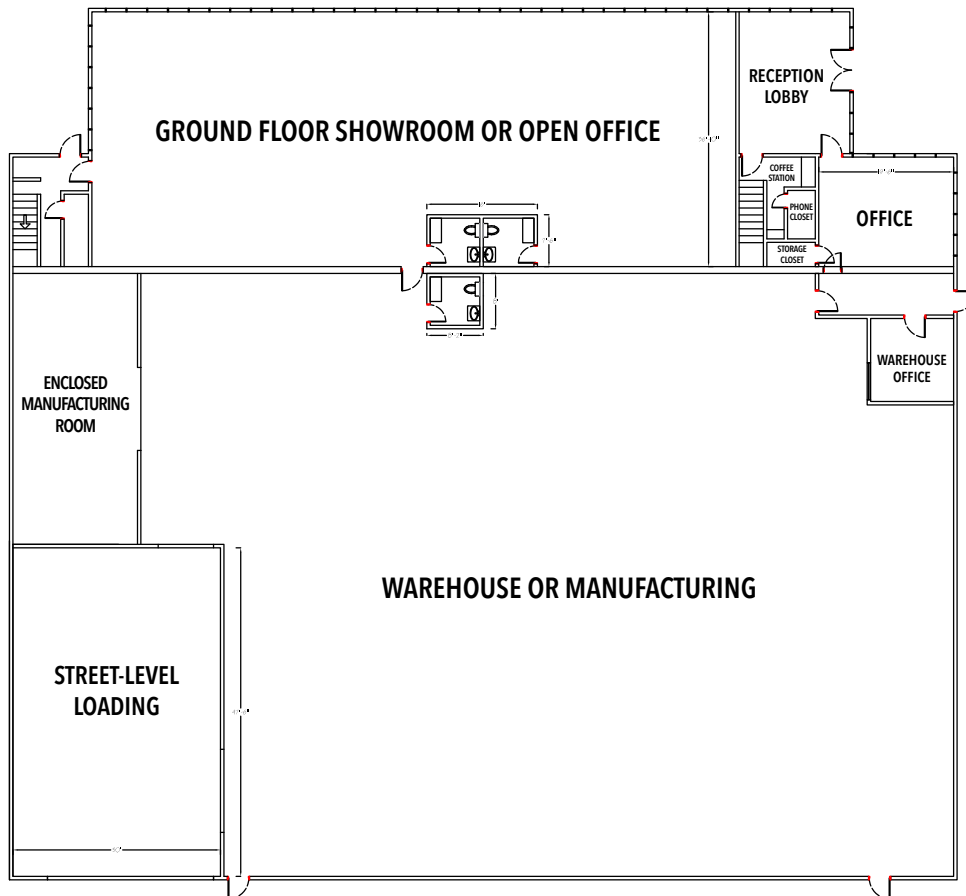 RECEPTION
LOBBY
GROUND FLOOR SHOWROOM OR OPEN OFFICE
COFFEE
STATION
PHONE
CLOSET
OFFICE
STORAGE
CLOSET
WAREHOUSE
OFFICE
ENCLOSED
MANUFACTURING
ROOM
WAREHOUSE OR MANUFACTURING
STREET-LEVEL
LOADING